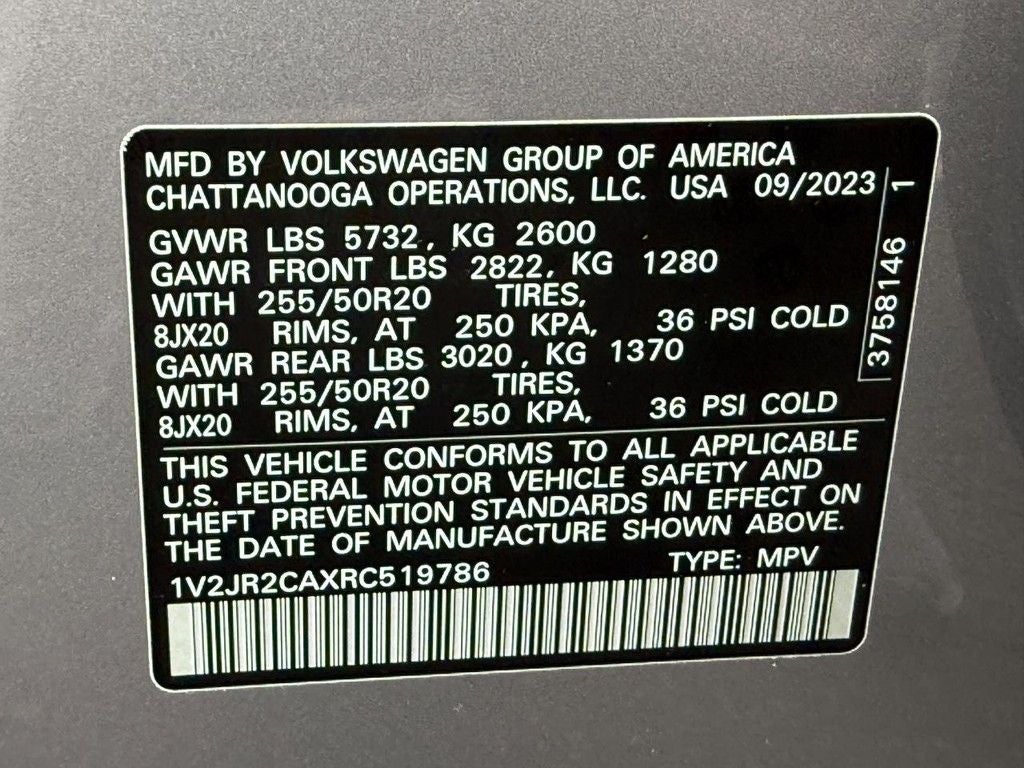 MFD BY VOLKSWAGEN GROUP OF AMERICA
CHATTANOOGA OPERATIONS, LLC. USA 09/2023
GVWR LBS 5732, KG 2600
GAWR FRONT LBS 2822, KG 1280
WITH 255/50R20 TIRES,
8JX20 RIMS, AT 250 KPA, 36 PSI COLD
GAWR REAR LBS 3020, KG 1370
WITH 255/50R20 TIRES,
8JX20 RIMS, AT 250 KPA, 36 PSI COLD
3758146 1
THIS VEHICLE CONFORMS TO ALL APPLICABLE
U.S. FEDERAL MOTOR VEHICLE SAFETY AND
THEFT PREVENTION STANDARDS IN EFFECT ON
THE DATE OF MANUFACTURE SHOWN ABOVE.
1V2JR2CAXRC519786 TYPE: MPV